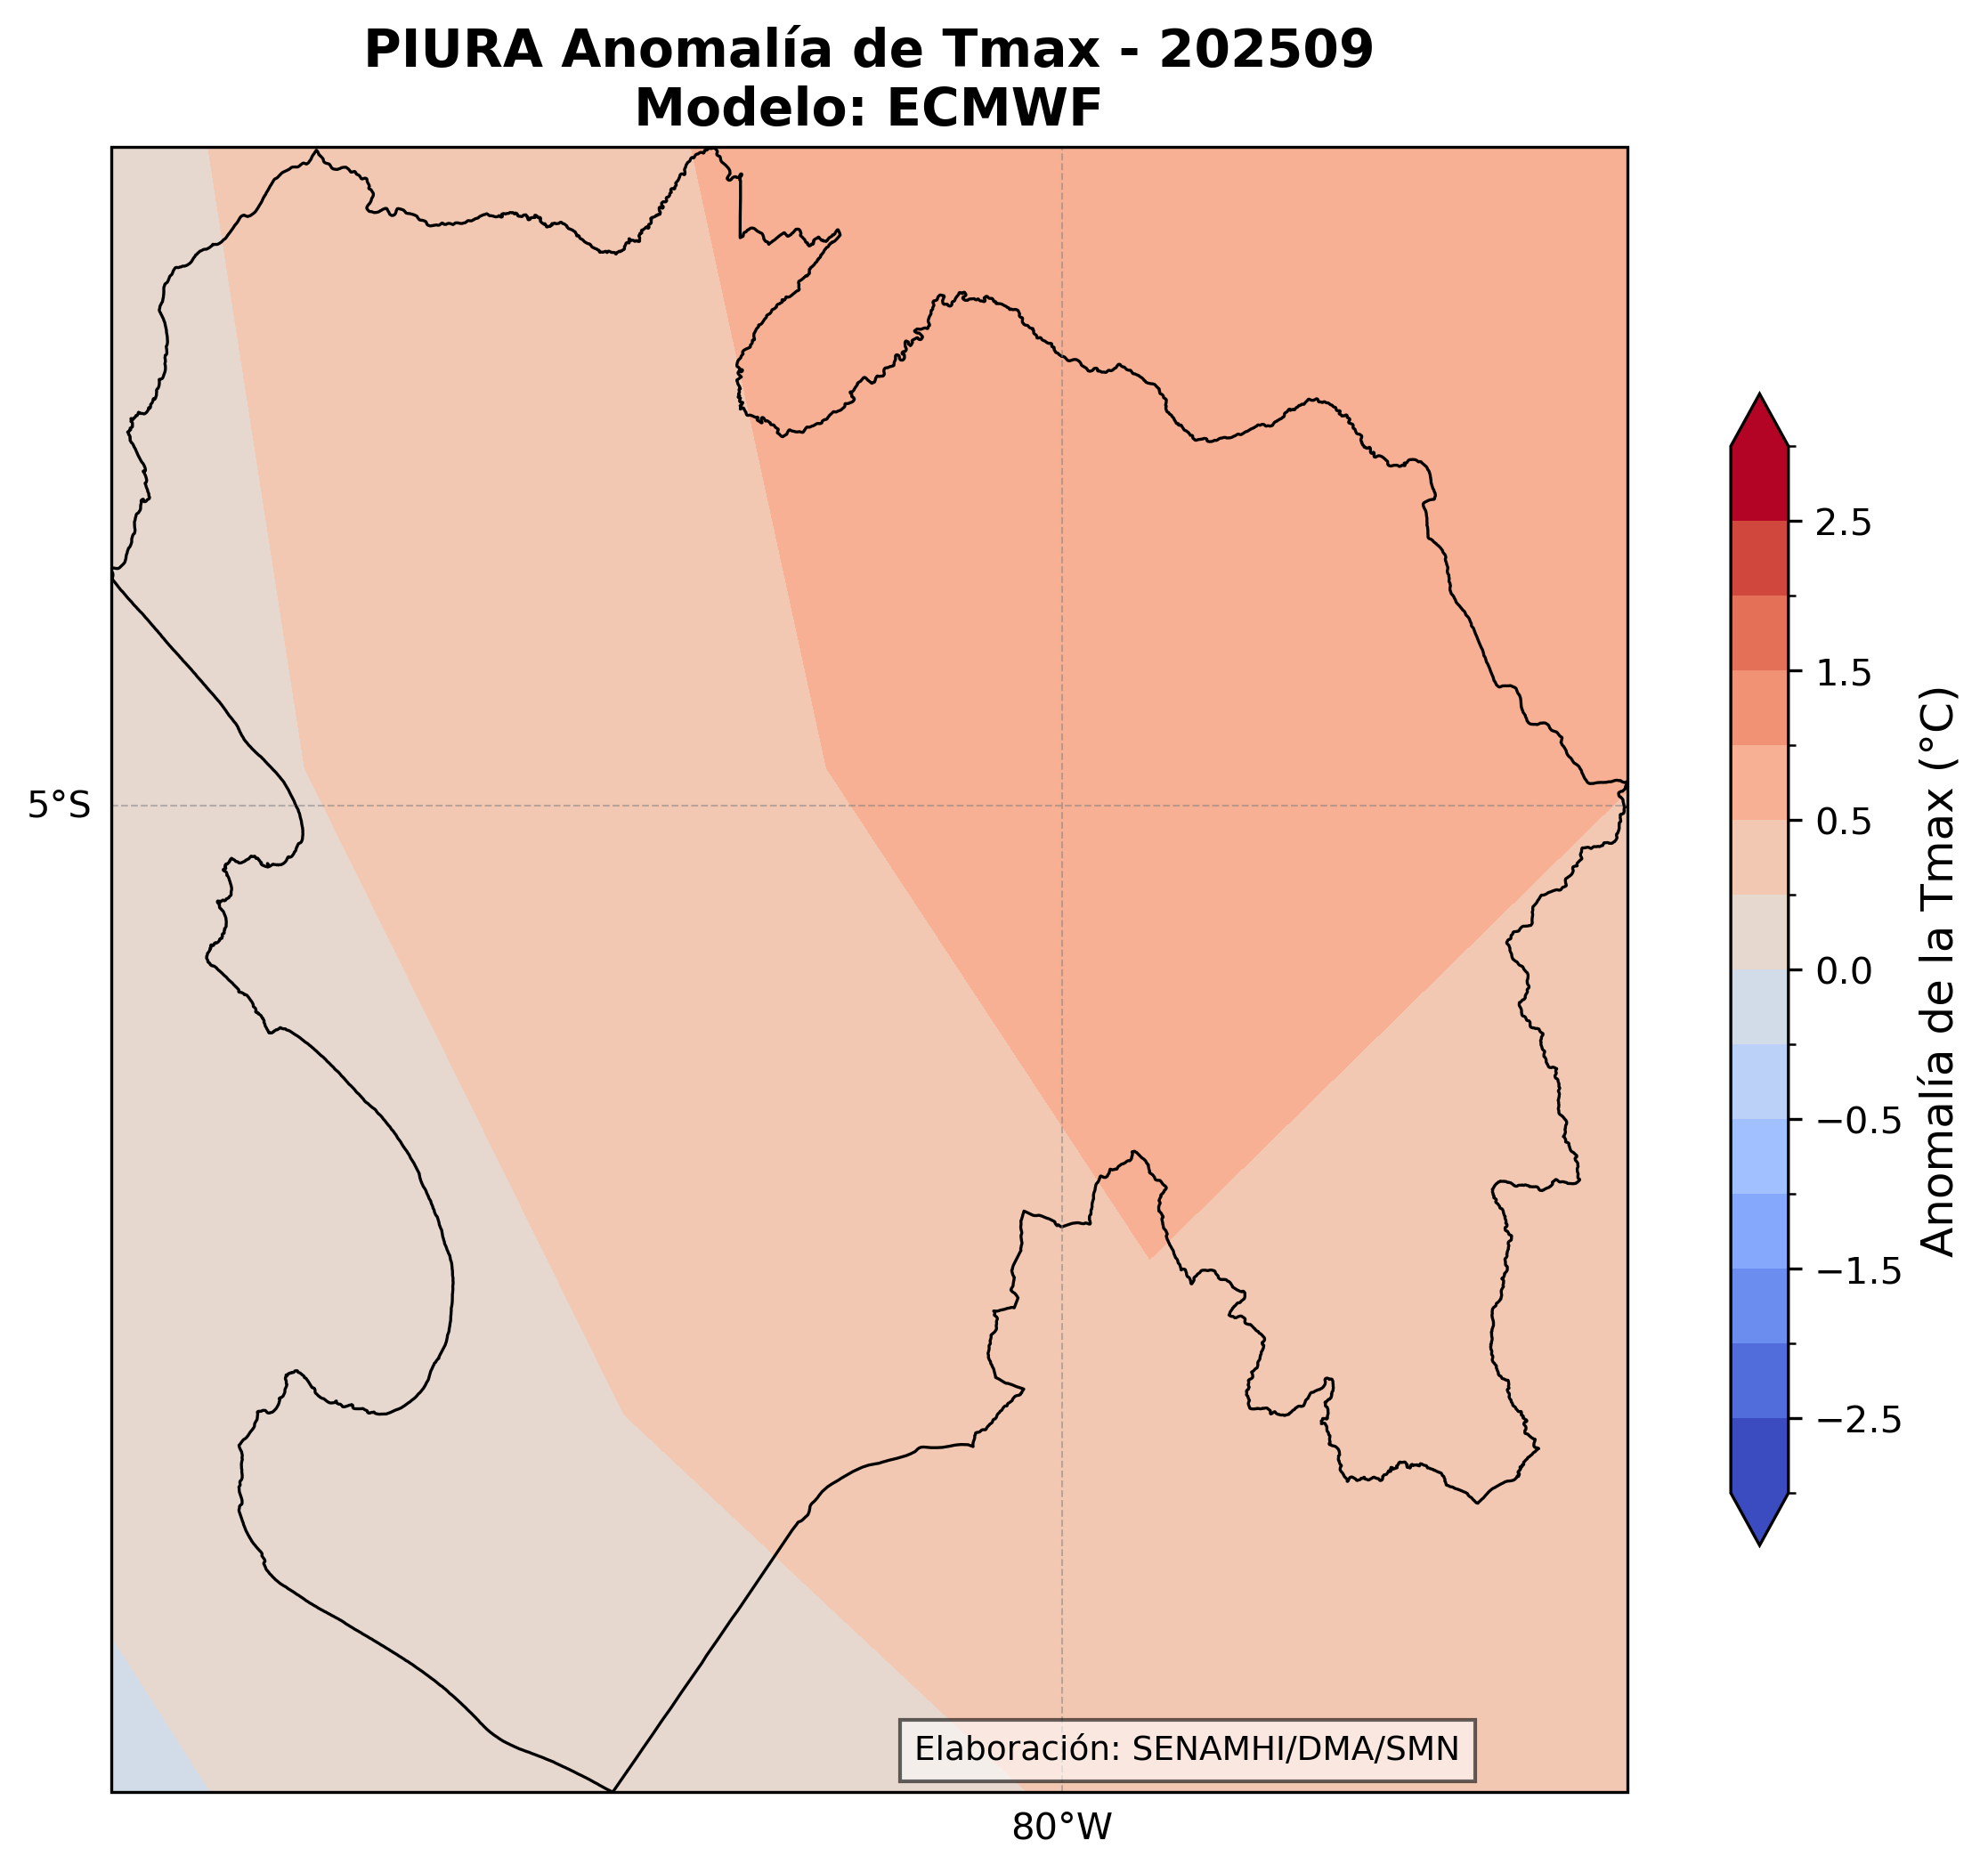 PIURA Anomalía de Tmax - 202509
Modelo: ECMWF
5°S
80°W
Elaboración: SENAMHI/DMA/SMN
2.5
1.5
0.5
0.0
−0.5
−1.5
−2.5
Anomalía de la Tmax (°C)